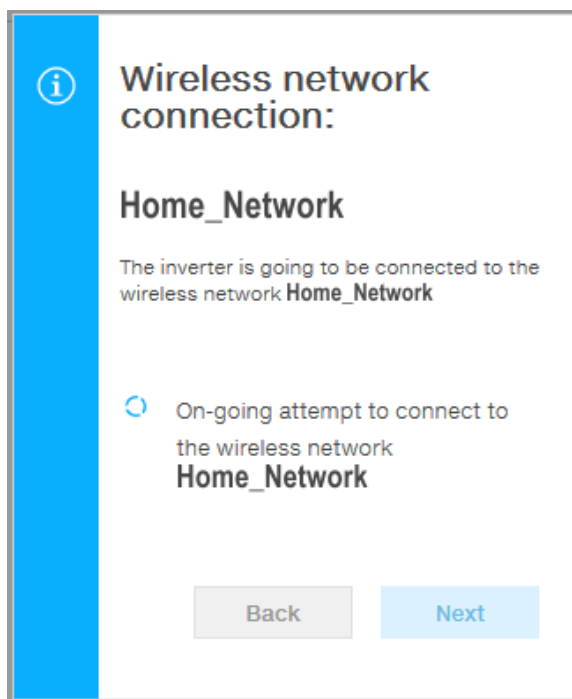 Wireless network
connection:
Home_Network
The inverter is going to be connected to the
wireless network Home_Network
On-going attempt to connect to
the wireless network
Home_Network
Back Next